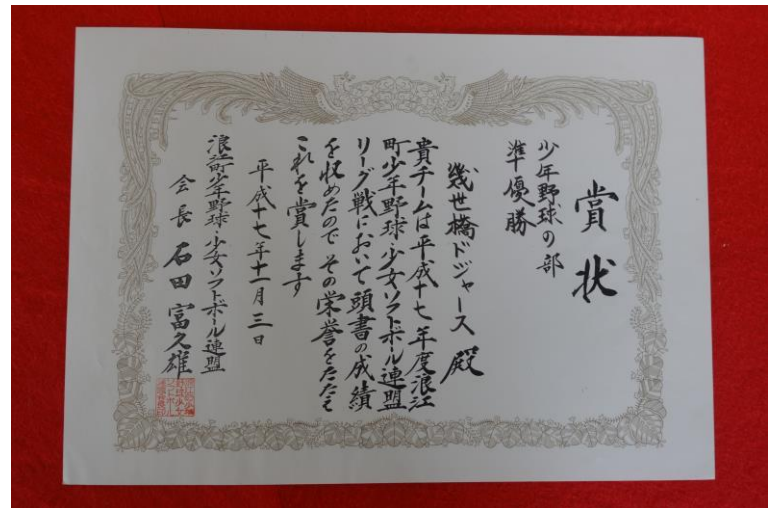 賞状
少年野球の部
準優勝
幾世橋ドジャース殿
貴チームは平成十七年度浪江
町少年野球・少女ソフトボール連盟
リーグ戦において頭書の成績
を収めたのでその栄誉をたたえ
これを賞します
平成十七年十一月三日
浪江町少年野球・少女ソフトボール連盟
会長 石田富久雄